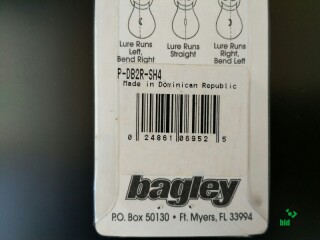 Lure Runs Left, Bend Right
Lure Runs Straight
Lure Runs Right, Bend Left
P-DB2R-SH4
Made in Dominican Republic
0 24861 06952 5
bagley
P.O. Box 50130 • Ft. Myers, FL 33994
bld